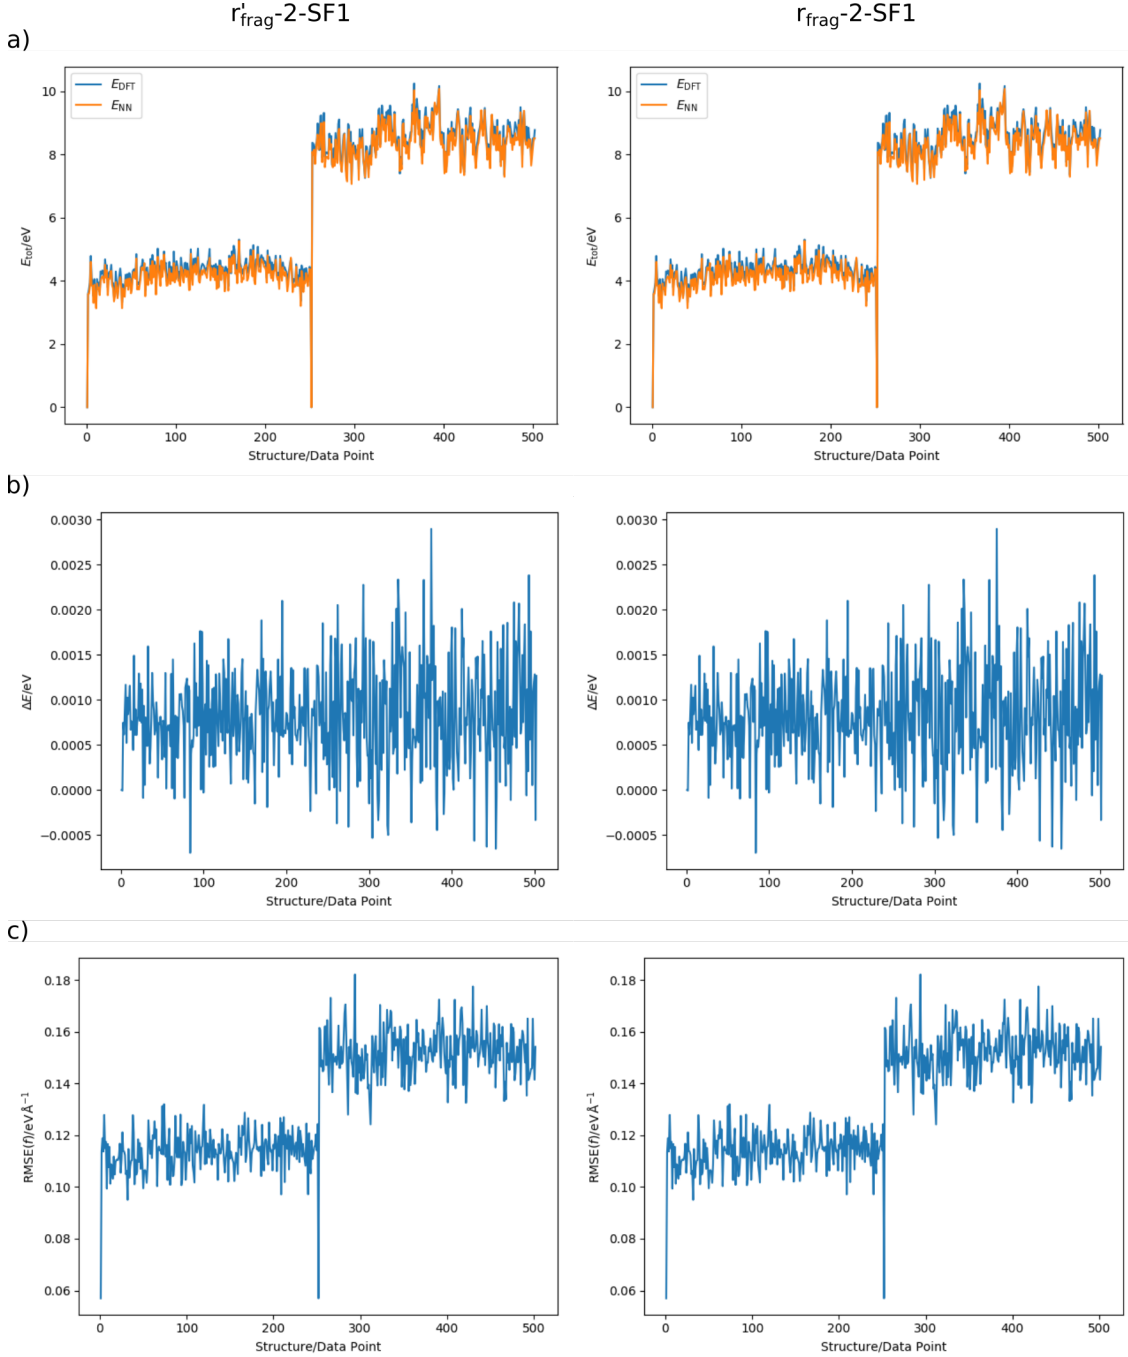 r'frag-2-SF1
rfrag-2-SF1
a)
10
8
6
4
2
0
Etot/eV
EDFT
ENN
0 100 200 300 400 500
Structure/Data Point
10
8
6
4
2
0
Etot/eV
EDFT
ENN
0 100 200 300 400 500
Structure/Data Point
b)
0.0030
0.0025
0.0020
0.0015
0.0010
0.0005
0.0000
−0.0005
ΔE/eV
0 100 200 300 400 500
Structure/Data Point
0.0030
0.0025
0.0020
0.0015
0.0010
0.0005
0.0000
−0.0005
ΔE/eV
0 100 200 300 400 500
Structure/Data Point
c)
0.18
0.16
0.14
0.12
0.10
0.08
0.06
RMSE(f)/eV Å⁻¹
0 100 200 300 400 500
Structure/Data Point
0.18
0.16
0.14
0.12
0.10
0.08
0.06
RMSE(f)/eV Å⁻¹
0 100 200 300 400 500
Structure/Data Point